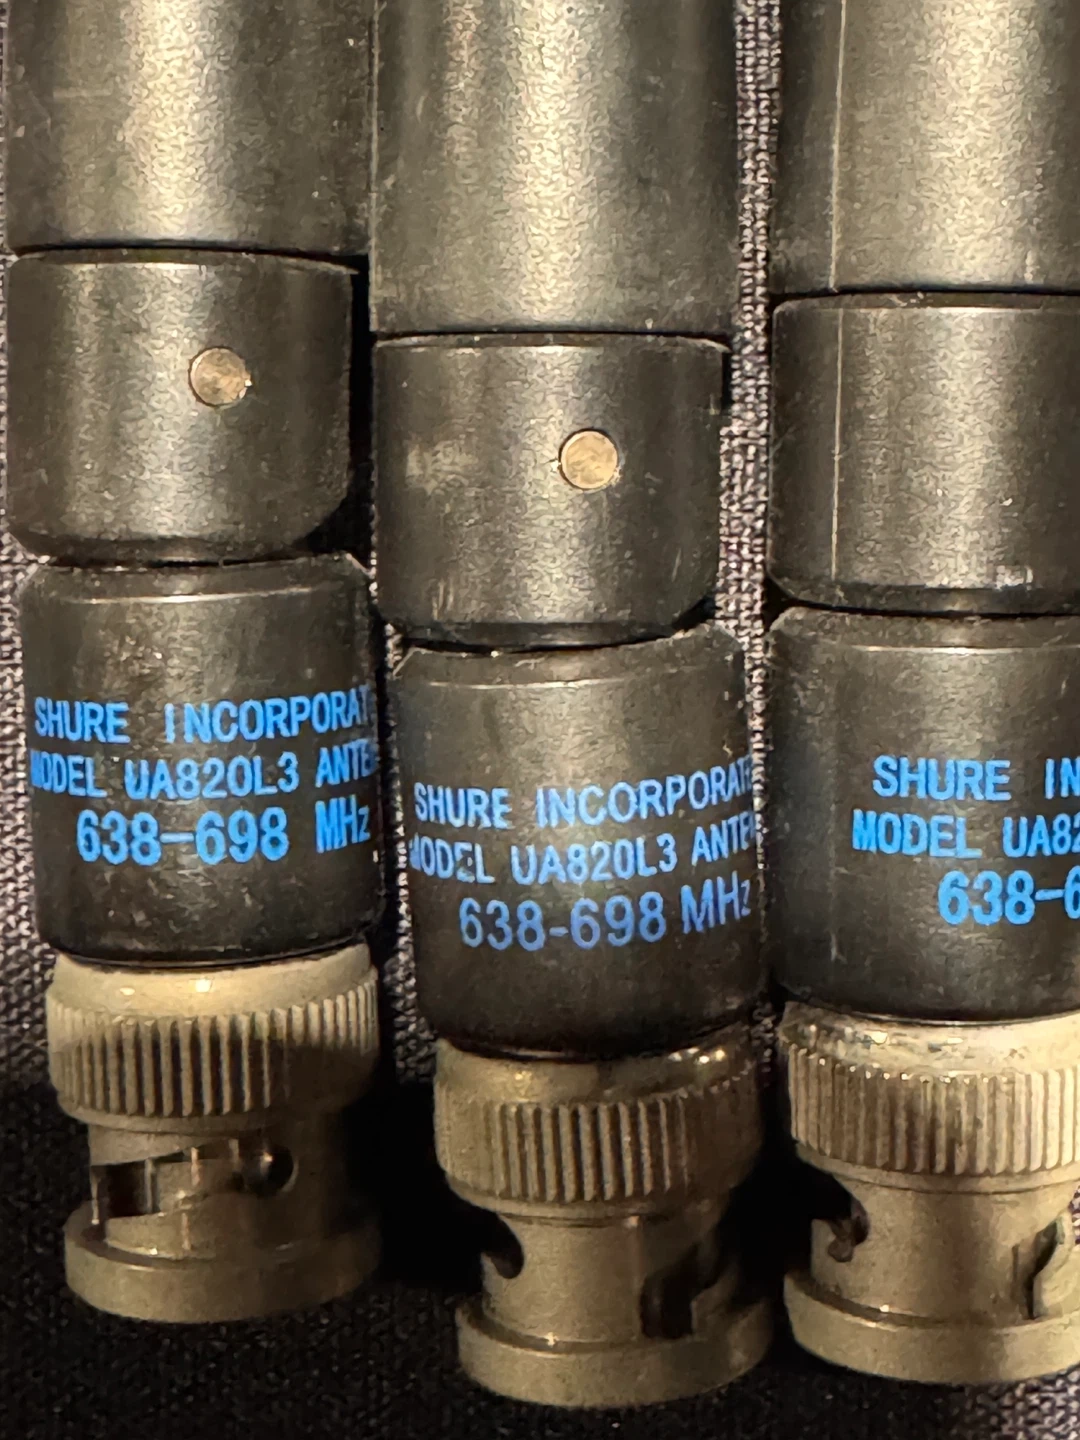 SHURE INCORPORAT
MODEL UA820L3 ANTE
638-698 MHz
SHURE INCORPORAT
MODEL UA820L3 ANTE
638-698 MHz
SHURE IN
MODEL UA82
638-6